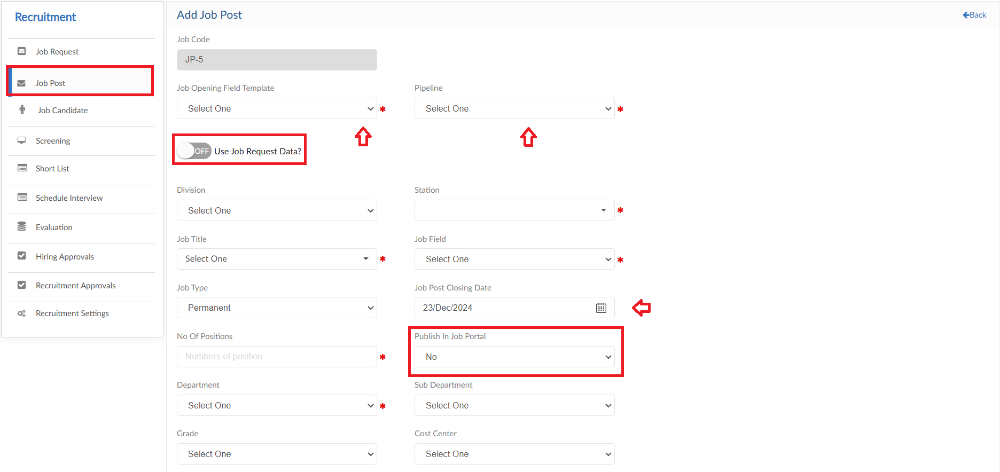 Recruitment
Job Request
Job Post
Job Candidate
Screening
Short List
Schedule Interview
Evaluation
Hiring Approvals
Recruitment Approvals
Recruitment Settings
Add Job Post
Back
Job Code
JP-5
Job Opening Field Template
Pipeline
Select One *
Select One *
OFF Use Job Request Data?
Division
Station
Select One
*
Job Title
Job Field
Select One *
Select One *
Job Type
Job Post Closing Date
Permanent
23/Dec/2024
No Of Positions
Publish In Job Portal
Numbers of position *
No
Department
Sub Department
Select One *
Select One
Grade
Cost Center
Select One
Select One